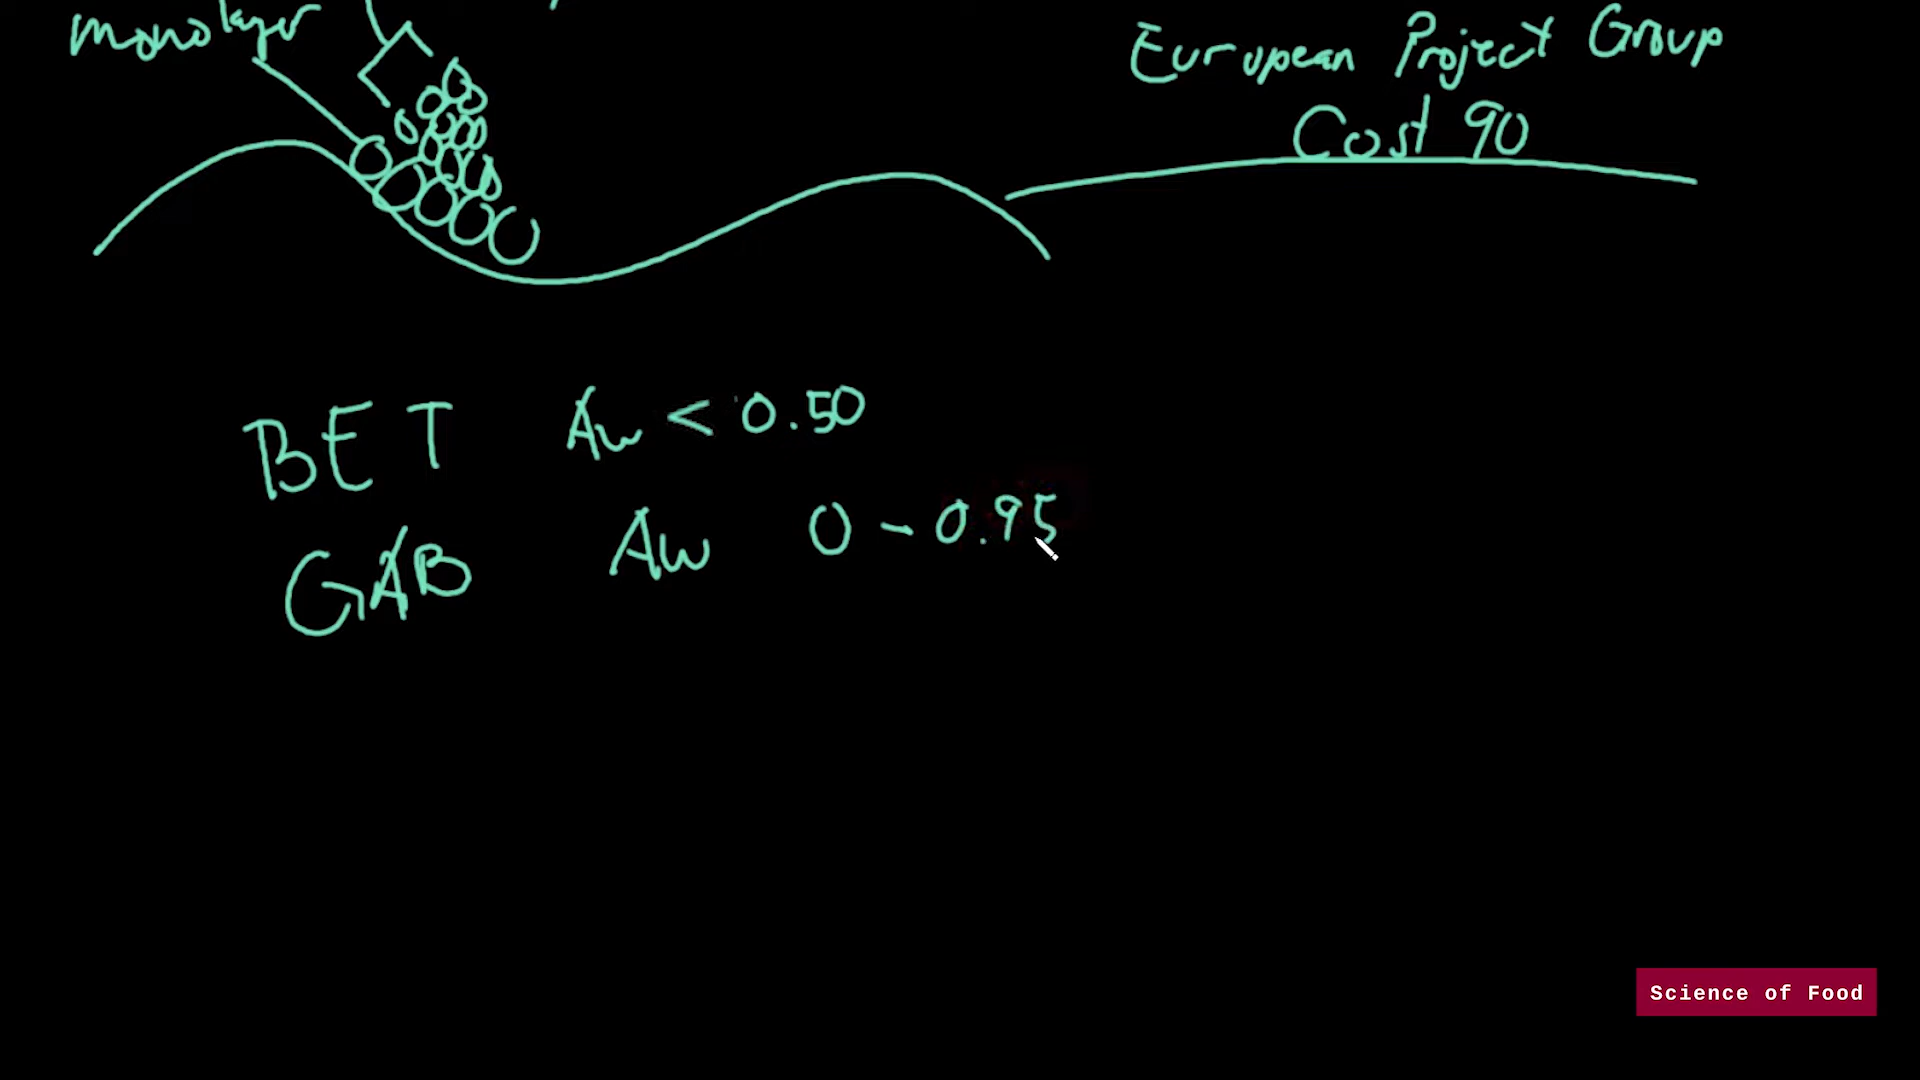 monolayer
European Project Group
Cost 90
BET Aw < 0.50
GAB Aw 0 - 0.95
Science of Food